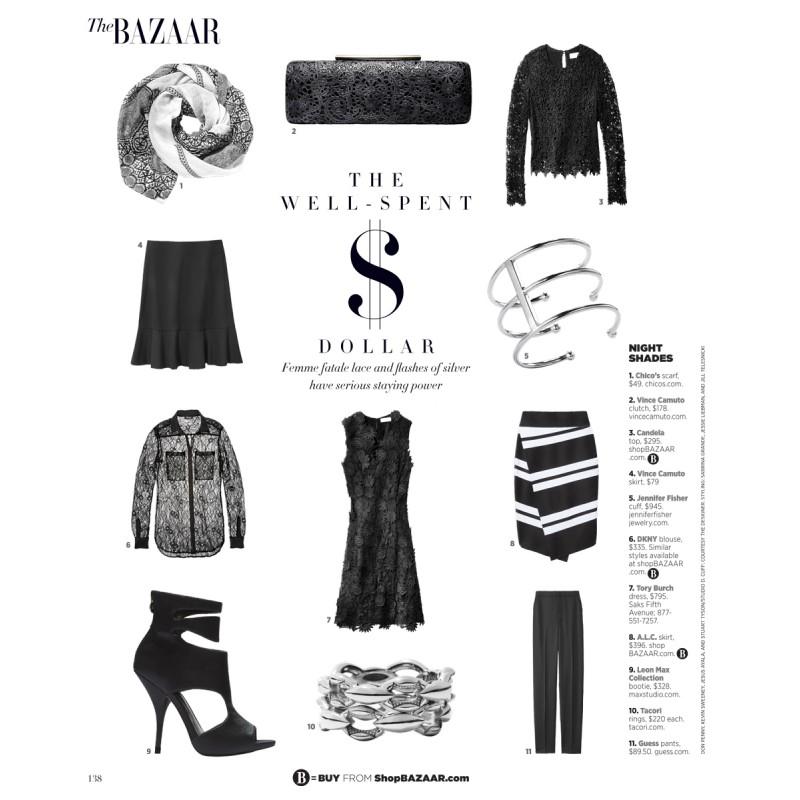 The BAZAAR
1
2
3
THE
WELL-SPENT
$
DOLLAR
Femme fatale lace and flashes of silver
have serious staying power
4
5
6
7
8
9
10
11
NIGHT
SHADES
1. Chico's scarf,
$49. chicos.com.
2. Vince Camuto
clutch, $178.
vincecamuto.com.
3. Candela
top, $295.
shopBAZAAR
.com. B
4. Vince Camuto
skirt, $79
5. Jennifer Fisher
cuff, $945.
jenniferfisher
jewelry.com.
6. DKNY blouse,
$335. Similar
styles available
at shopBAZAAR
.com. B
7. Tory Burch
dress, $795.
Saks Fifth
Avenue; 877-
551-7257.
8. A.L.C. skirt,
$396. shop
BAZAAR.com. B
9. Leon Max
Collection
bootie, $328.
maxstudio.com.
10. Tacori
rings, $220 each.
tacori.com.
11. Guess pants,
$89.50. guess.com.
DON PENNY, KEVIN SWEENEY, JESUS AYALA, AND STUART TYSON/STUDIO D. CUFF: COURTESY THE DESIGNER. STYLING: SABRINA GRANDE, JESSIE LIEBMAN, AND JILL TELESNICKI
138
B=BUY FROM ShopBAZAAR.com